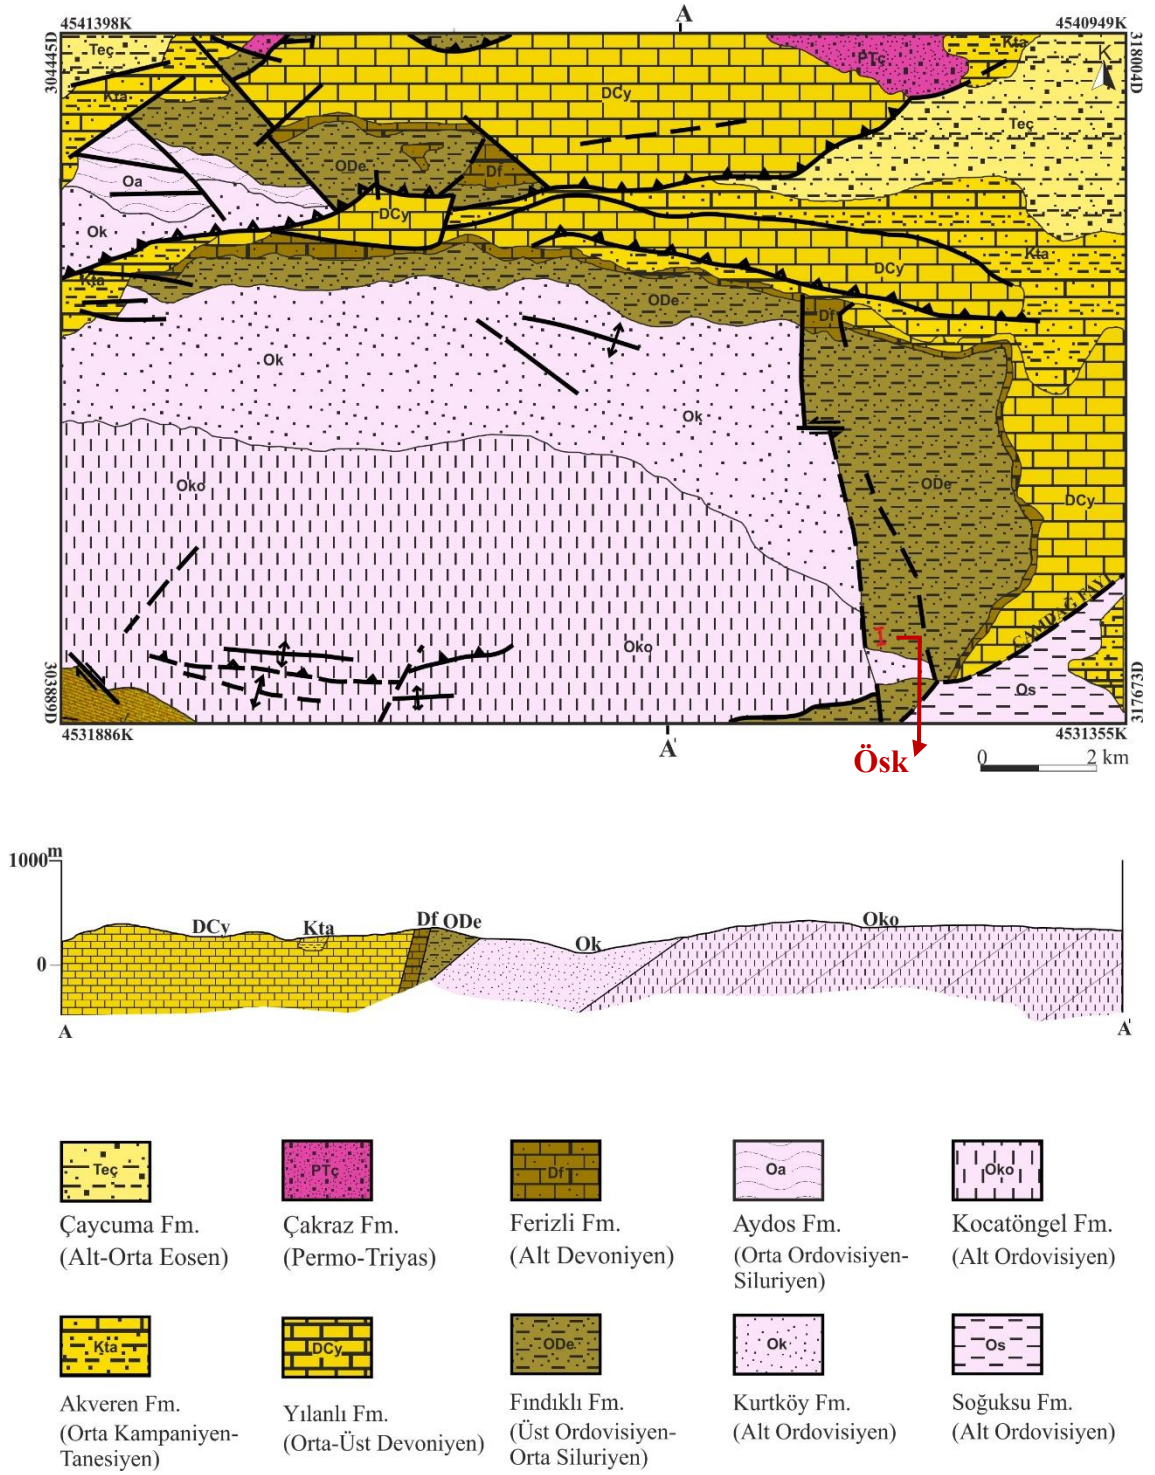 A
4541398K
4540949K
30445D
3180004D
Teç
PTç
Kta
K
Kta
DCy
Teç
ODe
Df
Oa
DCy
Ok
Kta
Kta
DCy
ODe
Df
Ok
Ok
Oko
ODe
DCy
ÇAMDAĞ FAYI
I
Oko
Os
303889D
317673D
4531886K
A'
4531355K
Ösk
0 2 km
1000m
DCy
Kta
Df ODe
Ok
Oko
0
A
A'
Teç
PTç
Df
Oa
Oko
Çaycuma Fm.
(Alt-Orta Eosen)
Çakraz Fm.
(Permo-Triyas)
Ferizli Fm.
(Alt Devoniyen)
Aydos Fm.
(Orta Ordovisiyen-
Siluriyen)
Kocatöngel Fm.
(Alt Ordovisiyen)
Kta
DCy
ODe
Ok
Os
Akveren Fm.
(Orta Kampaniyen-
Tanesiyen)
Yılanlı Fm.
(Orta-Üst Devoniyen)
Fındıklı Fm.
(Üst Ordovisiyen-
Orta Siluriyen)
Kurtköy Fm.
(Alt Ordovisiyen)
Soğuksu Fm.
(Alt Ordovisiyen)